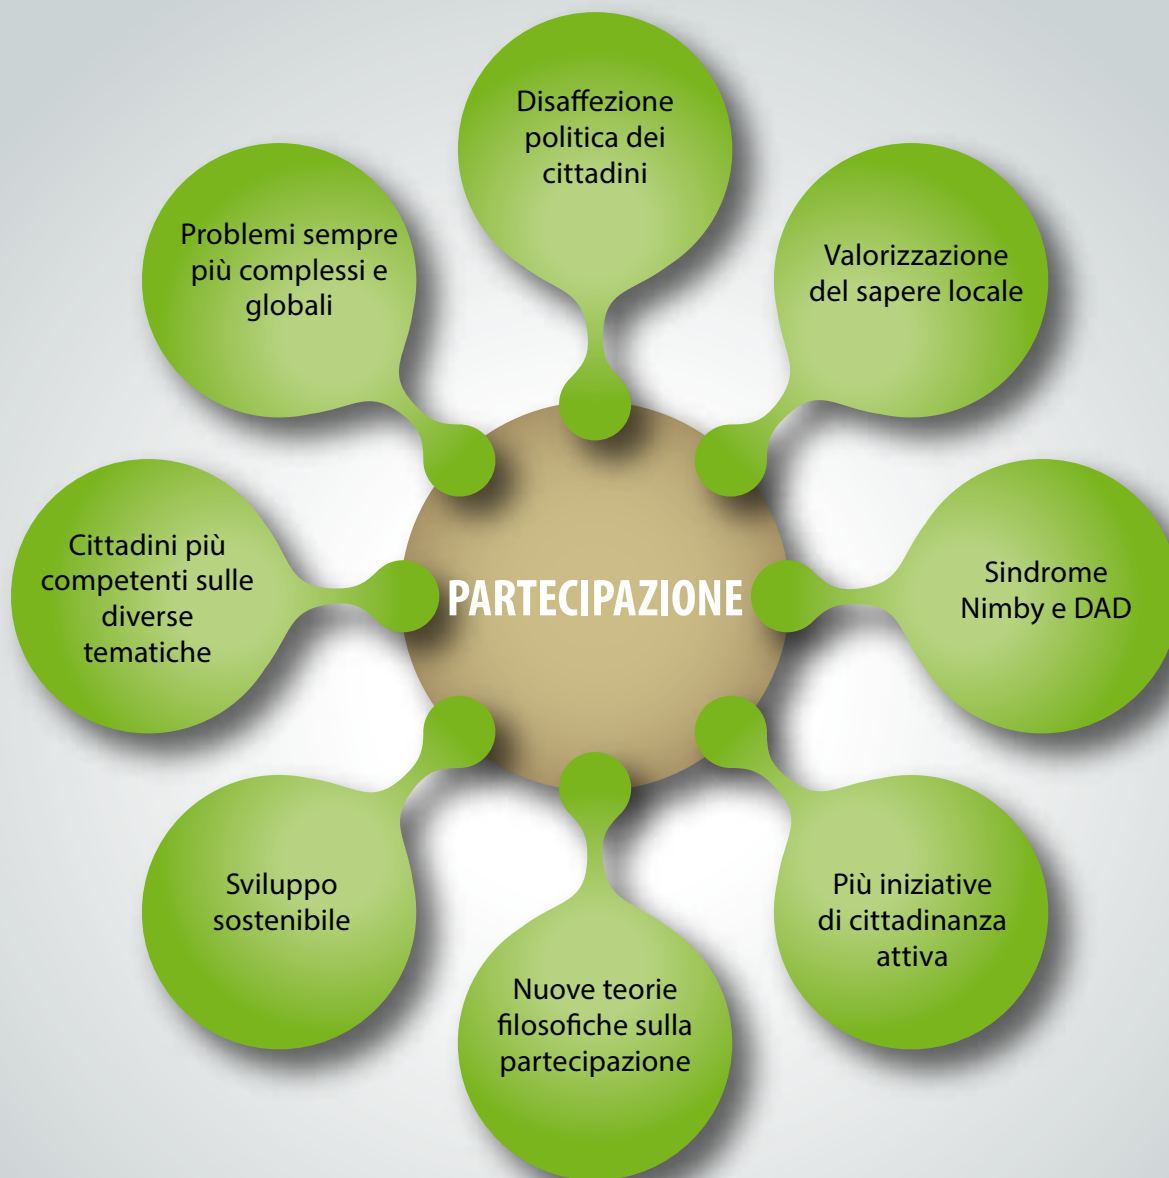 Disaffezione
politica dei
cittadini
Problemi sempre
più complessi e
globali
Valorizzazione
del sapere locale
Cittadini più
competenti sulle
diverse
tematiche
PARTECIPAZIONE
Sindrome
Nimby e DAD
Sviluppo
sostenibile
Più iniziative
di cittadinanza
attiva
Nuove teorie
filosofiche sulla
partecipazione